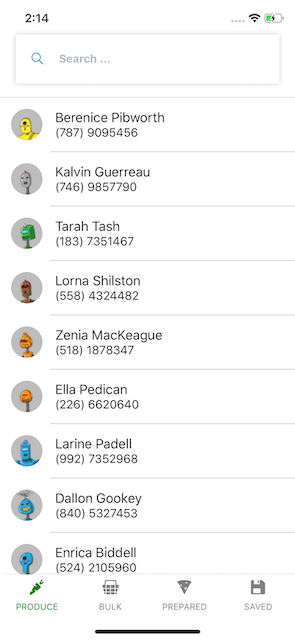 2:14
Search ...
Berenice Pibworth
(787) 9095456
Kalvin Guerreau
(746) 9857790
Tarah Tash
(183) 7351467
Lorna Shilston
(558) 4324482
Zenia MacKeague
(518) 1878347
Ella Pedican
(226) 6620640
Larine Padell
(992) 7352968
Dallon Gookey
(840) 5327453
Enrica Biddell
(524) 2105960
PRODUCE BULK PREPARED SAVED